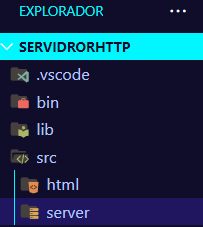 EXPLORADOR ...
SERVIDRORHTTP
.vscode
bin
lib
src
html
server